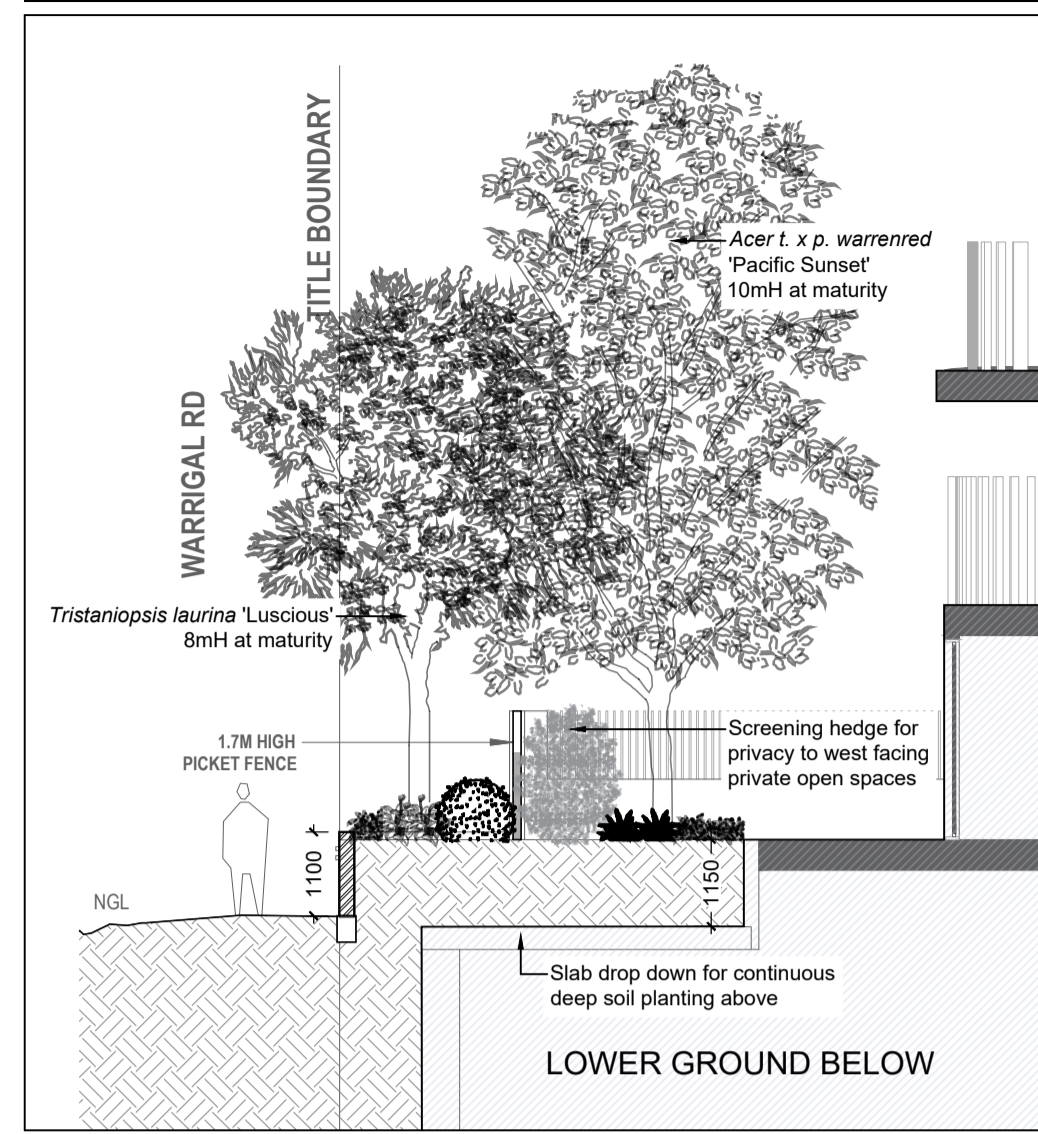 TITLE BOUNDARY
WARRIGAL RD
Acer t. x p. warrenred
'Pacific Sunset'
10mH at maturity
Tristaniopsis laurina 'Luscious'
8mH at maturity
1.7M HIGH
PICKET FENCE
Screening hedge for
privacy to west facing
private open spaces
1100
1150
NGL
Slab drop down for continuous
deep soil planting above
LOWER GROUND BELOW